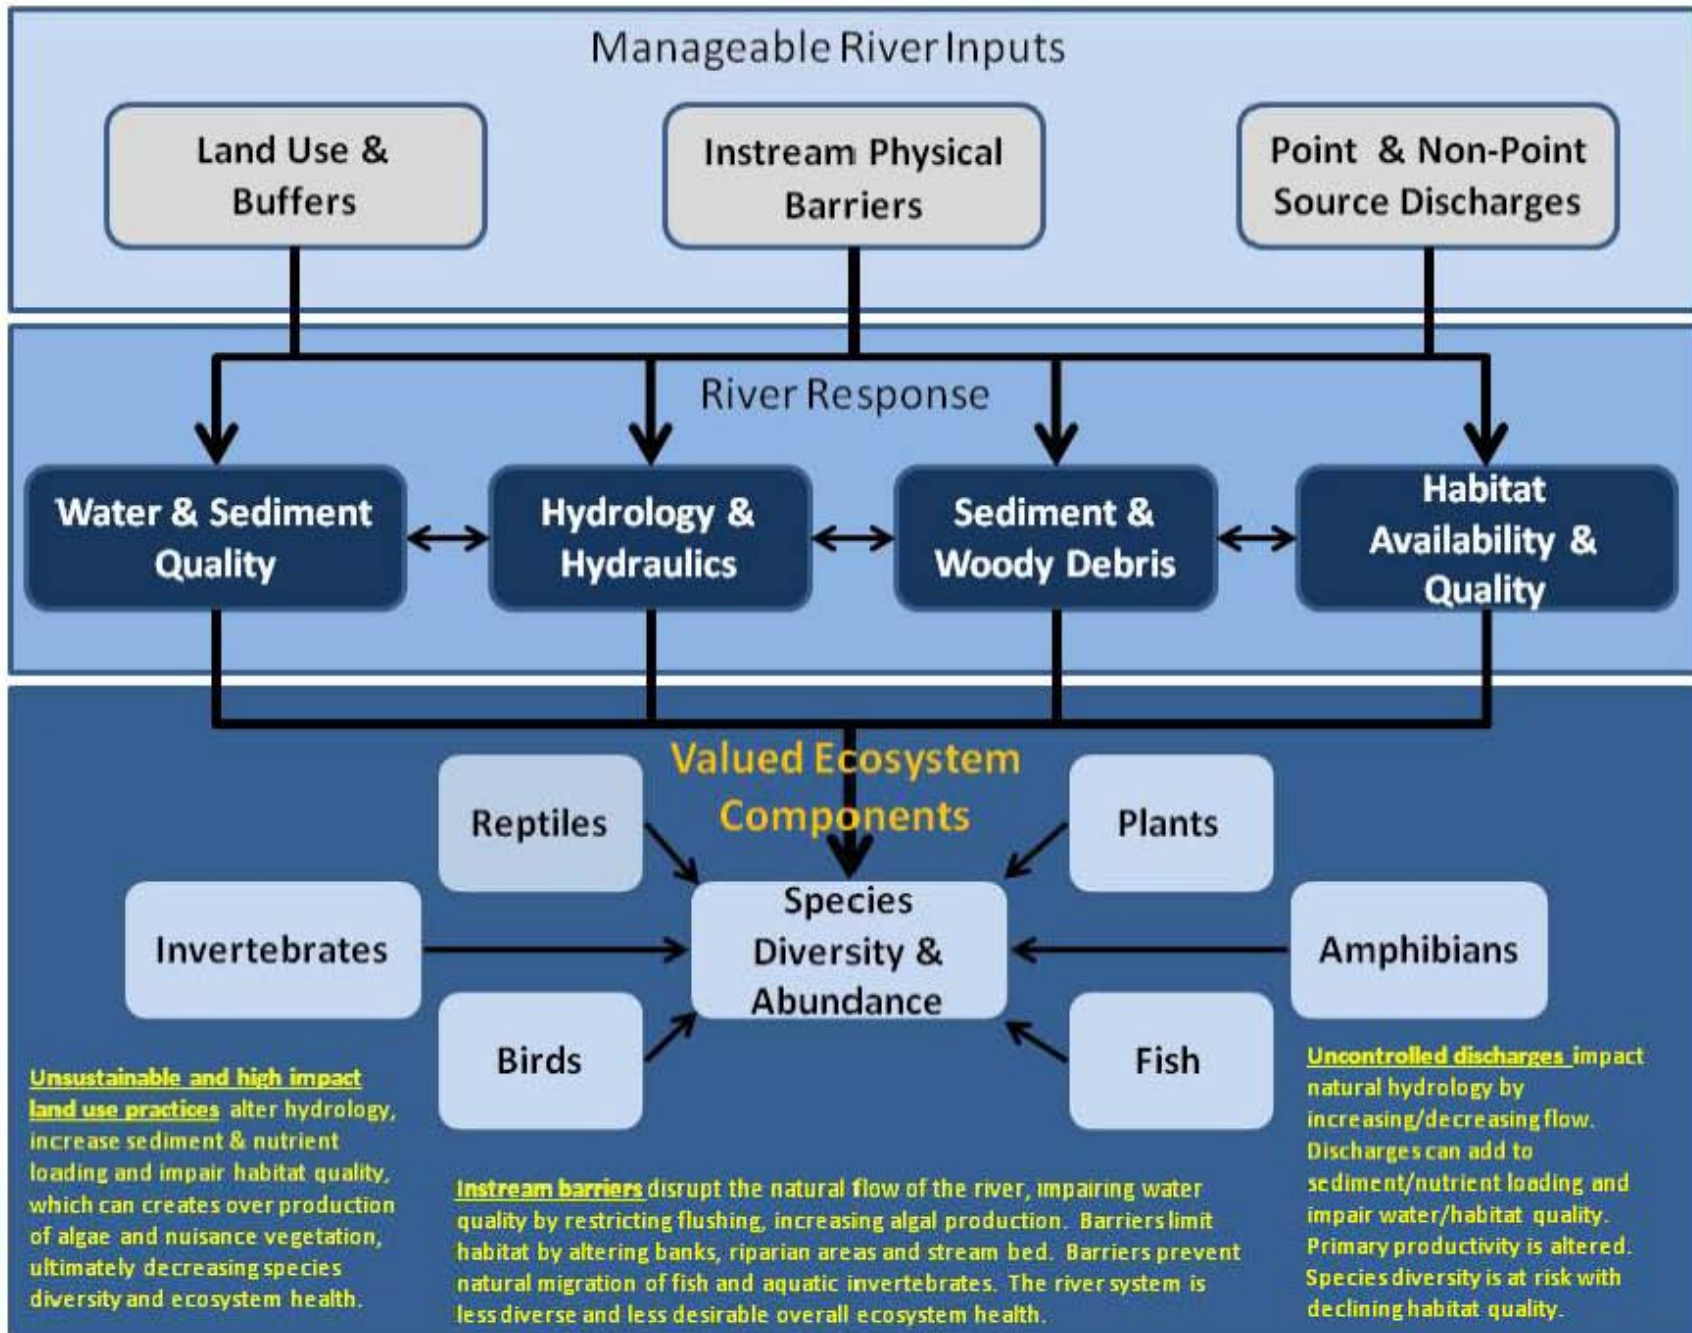 Manageable River Inputs
Land Use &
Buffers
Instream Physical
Barriers
Point & Non-Point
Source Discharges
River Response
Water & Sediment
Quality
Hydrology &
Hydraulics
Sediment &
Woody Debris
Habitat
Availability &
Quality
Valued Ecosystem
Components
Reptiles
Plants
Invertebrates
Species
Diversity &
Abundance
Amphibians
Birds
Fish
Unsustainable and high impact
land use practices alter hydrology,
increase sediment & nutrient
loading and impair habitat quality,
which can creates over production
of algae and nuisance vegetation,
ultimately decreasing species
diversity and ecosystem health.
Instream barriers disrupt the natural flow of the river, impairing water
quality by restricting flushing, increasing algal production. Barriers limit
habitat by altering banks, riparian areas and stream bed. Barriers prevent
natural migration of fish and aquatic invertebrates. The river system is
less diverse and less desirable overall ecosystem health.
Uncontrolled discharges impact
natural hydrology by
increasing/decreasing flow.
Discharges can add to
sediment/nutrient loading and
impair water/habitat quality.
Primary productivity is altered.
Species diversity is at risk with
declining habitat quality.